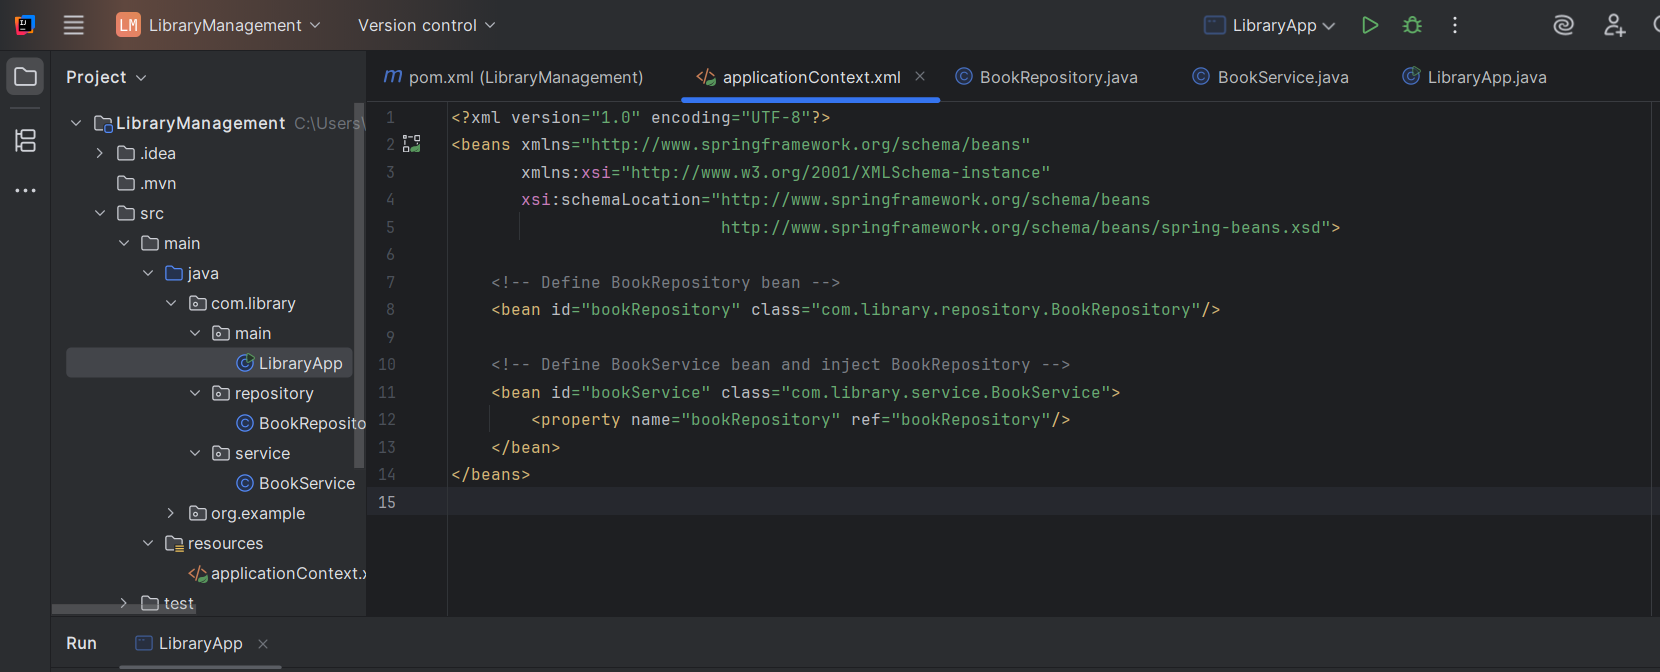 LM LibraryManagement Version control LibraryApp
Project
pom.xml (LibraryManagement) applicationContext.xml BookRepository.java BookService.java LibraryApp.java
LibraryManagement C:\Users\
.idea
.mvn
src
main
java
com.library
main
LibraryApp
repository
BookReposito
service
BookService
org.example
resources
applicationContext.x
test
1 <?xml version="1.0" encoding="UTF-8"?>
2 <beans xmlns="http://www.springframework.org/schema/beans"
3 xmlns:xsi="http://www.w3.org/2001/XMLSchema-instance"
4 xsi:schemaLocation="http://www.springframework.org/schema/beans
5 http://www.springframework.org/schema/beans/spring-beans.xsd">
6
7 <!-- Define BookRepository bean -->
8 <bean id="bookRepository" class="com.library.repository.BookRepository"/>
9
10 <!-- Define BookService bean and inject BookRepository -->
11 <bean id="bookService" class="com.library.service.BookService">
12 <property name="bookRepository" ref="bookRepository"/>
13 </bean>
14 </beans>
15
Run LibraryApp